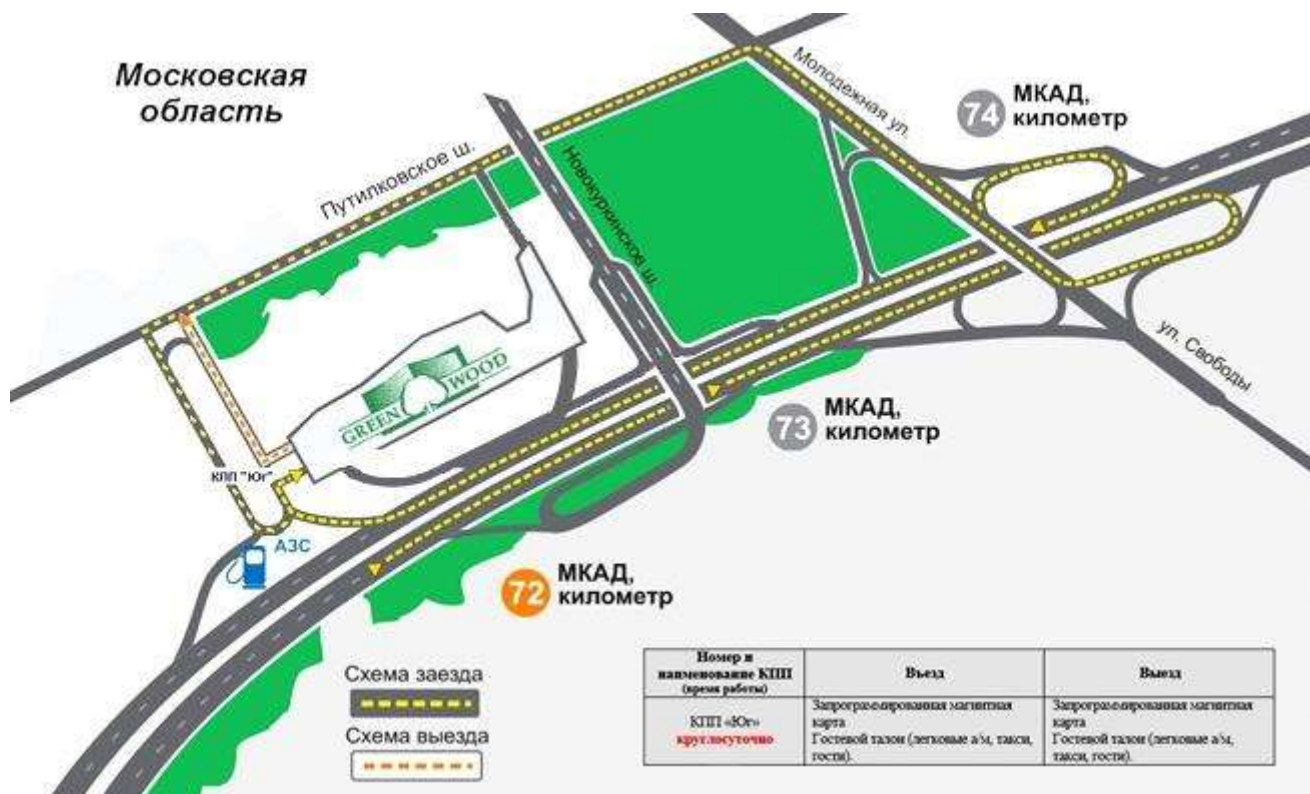 Московская
область
Путилковское ш.
Новокуркинское ш.
Молодежная ул.
74
МКАД,
километр
GREEN WOOD
ул. Свободы
73
МКАД,
километр
КПП "Юг"
АЗС
72
МКАД,
километр
Схема заезда
Схема выезда
Номер и
наименование КПП
(время работы)
Въезд
Выезд
КПП «Юг»
круглосуточно
Запрограммированная магнитная
карта
Гостевой талон (легковые а/м, такси,
гости).
Запрограммированная магнитная
карта
Гостевой талон (легковые а/м,
такси, гости).